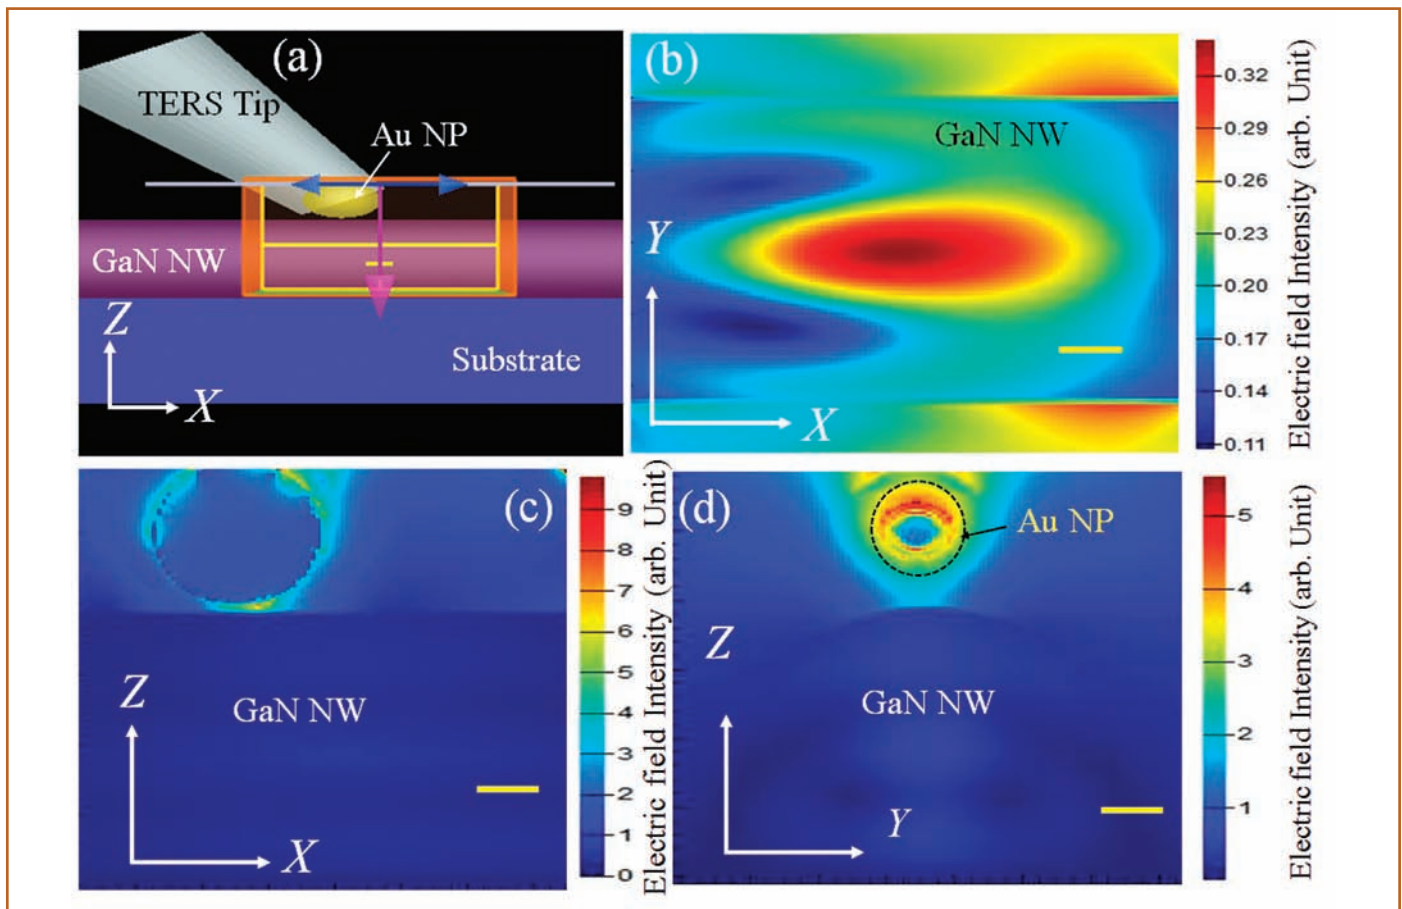 (a)
TERS Tip
Au NP
GaN NW
Z
X
Substrate
(b)
GaN NW
Y
X
0.32
0.29
0.26
0.23
0.20
0.17
0.14
0.11
Electric field Intensity (arb. Unit)
(c)
Z
GaN NW
X
9
8
7
6
5
4
3
2
1
0
Electric field Intensity (arb. Unit)
(d)
Au NP
Z
GaN NW
Y
5
4
3
2
1
Electric field Intensity (arb. Unit)